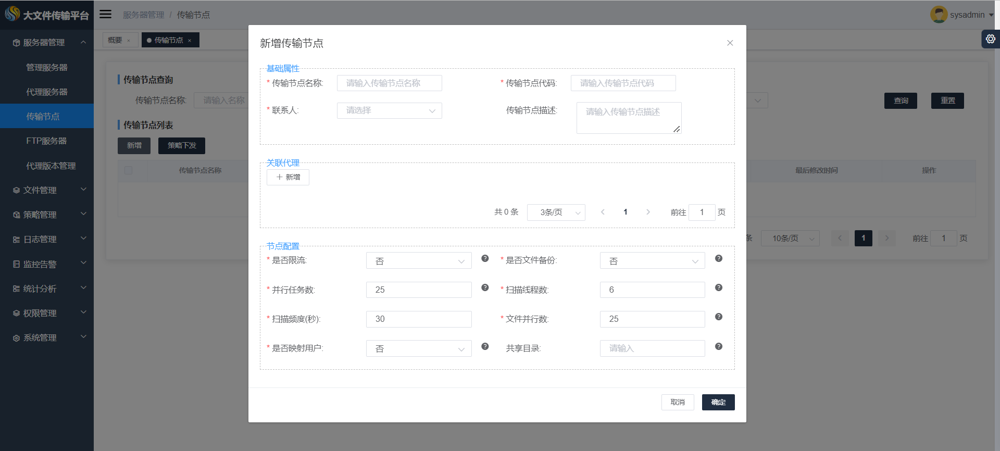 大文件传输平台
服务器管理 / 传输节点
sysadmin
概要 ×
传输节点 ×
服务器管理
管理服务器
代理服务器
传输节点
FTP服务器
代理版本管理
文件管理
策略管理
日志管理
监控告警
统计分析
权限管理
系统管理
传输节点查询
传输节点名称: 请输入名称
查询 重置
传输节点列表
新增 策略下发
传输节点名称 最后修改时间 操作
条 10条/页 1 前往 1 页
新增传输节点
基础属性
* 传输节点名称: 请输入传输节点名称 * 传输节点代码: 请输入传输节点代码
* 联系人: 请选择 传输节点描述: 请输入传输节点描述
关联代理
+ 新增
共 0 条 3条/页 1 前往 1 页
节点配置
* 是否限流: 否 * 是否文件备份: 否
* 并行任务数: 25 * 扫描线程数: 6
* 扫描频度(秒): 30 * 文件并行数: 25
* 是否映射用户: 否 共享目录: 请输入
取消 确定